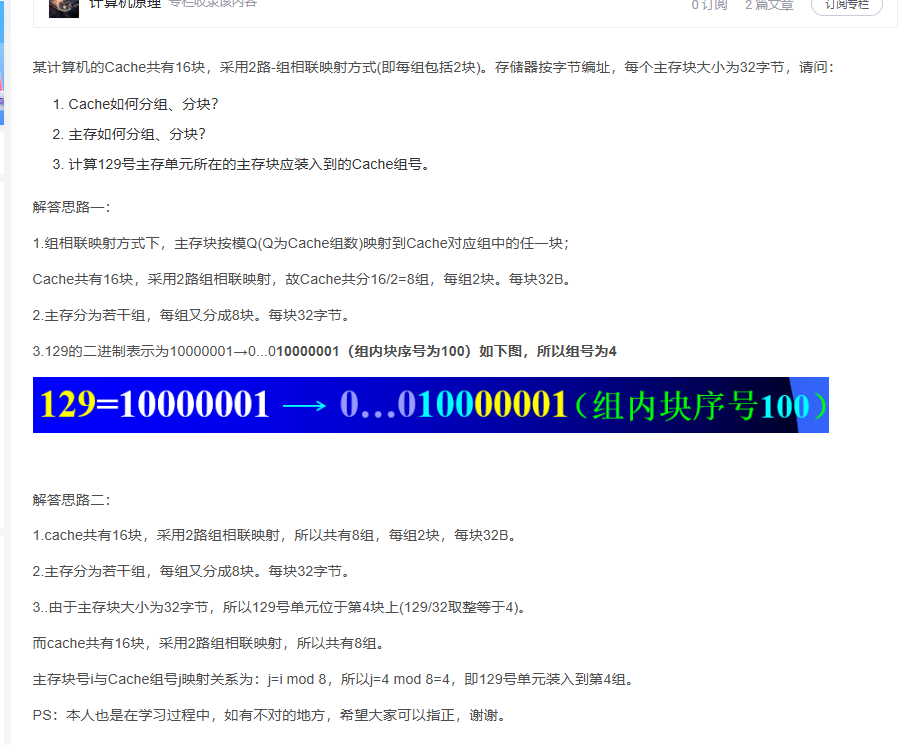 计算机原理 专栏收录该内容 0 订阅 2 篇文章 订阅专栏
某计算机的Cache共有16块，采用2路-组相联映射方式(即每组包括2块)。存储器按字节编址，每个主存块大小为32字节，请问：
1. Cache如何分组、分块？
2. 主存如何分组、分块？
3. 计算129号主存单元所在的主存块应装入到的Cache组号。
解答思路一：
1.组相联映射方式下，主存块按模Q(Q为Cache组数)映射到Cache对应组中的任一块；
Cache共有16块，采用2路组相联映射，故Cache共分16/2=8组，每组2块。每块32B。
2.主存分为若干组，每组又分成8块。每块32字节。
3.129的二进制表示为10000001→0...010000001（组内块序号为100）如下图，所以组号为4
129=10000001 → 0…010000001（组内块序号100）
解答思路二：
1.cache共有16块，采用2路组相联映射，所以共有8组，每组2块，每块32B。
2.主存分为若干组，每组又分成8块。每块32字节。
3..由于主存块大小为32字节，所以129号单元位于第4块上(129/32取整等于4)。
而cache共有16块，采用2路组相联映射，所以共有8组。
主存块号i与Cache组号j映射关系为：j=i mod 8，所以j=4 mod 8=4，即129号单元装入到第4组。
PS：本人也是在学习过程中，如有不对的地方，希望大家可以指正，谢谢。